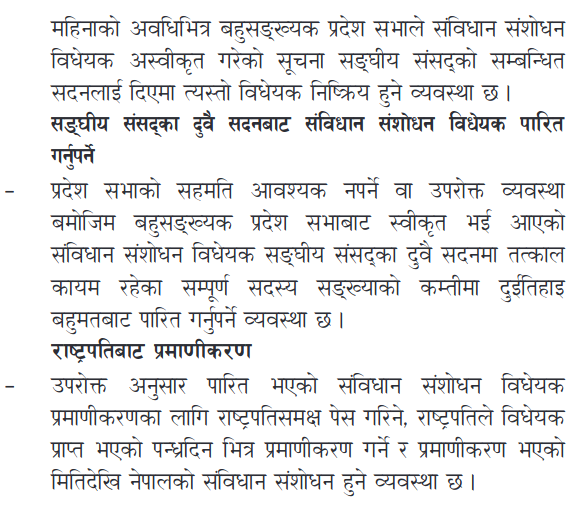 महिनाको अवधिभित्र बहुसङ्ख्यक प्रदेश सभाले संविधान संशोधन
विधेयक अस्वीकृत गरेको सूचना सङ्घीय संसद्को सम्बन्धित
सदनलाई दिएमा त्यस्तो विधेयक निष्क्रिय हुने व्यवस्था छ।
सङ्घीय संसद्का दुवै सदनबाट संविधान संशोधन विधेयक पारित
गर्नुपर्ने
- प्रदेश सभाको सहमति आवश्यक नपर्ने वा उपरोक्त व्यवस्था
बमोजिम बहुसङ्ख्यक प्रदेश सभाबाट स्वीकृत भई आएको
संविधान संशोधन विधेयक सङ्घीय संसद्का दुवै सदनमा तत्काल
कायम रहेका सम्पूर्ण सदस्य सङ्ख्याको कम्तीमा दुईतिहाइ
बहुमतबाट पारित गर्नुपर्ने व्यवस्था छ।
राष्ट्रपतिबाट प्रमाणीकरण
- उपरोक्त अनुसार पारित भएको संविधान संशोधन विधेयक
प्रमाणीकरणका लागि राष्ट्रपतिसमक्ष पेस गरिने, राष्ट्रपतिले विधेयक
प्राप्त भएको पन्ध्रदिन भित्र प्रमाणीकरण गर्ने र प्रमाणीकरण भएको
मितिदेखि नेपालको संविधान संशोधन हुने व्यवस्था छ।